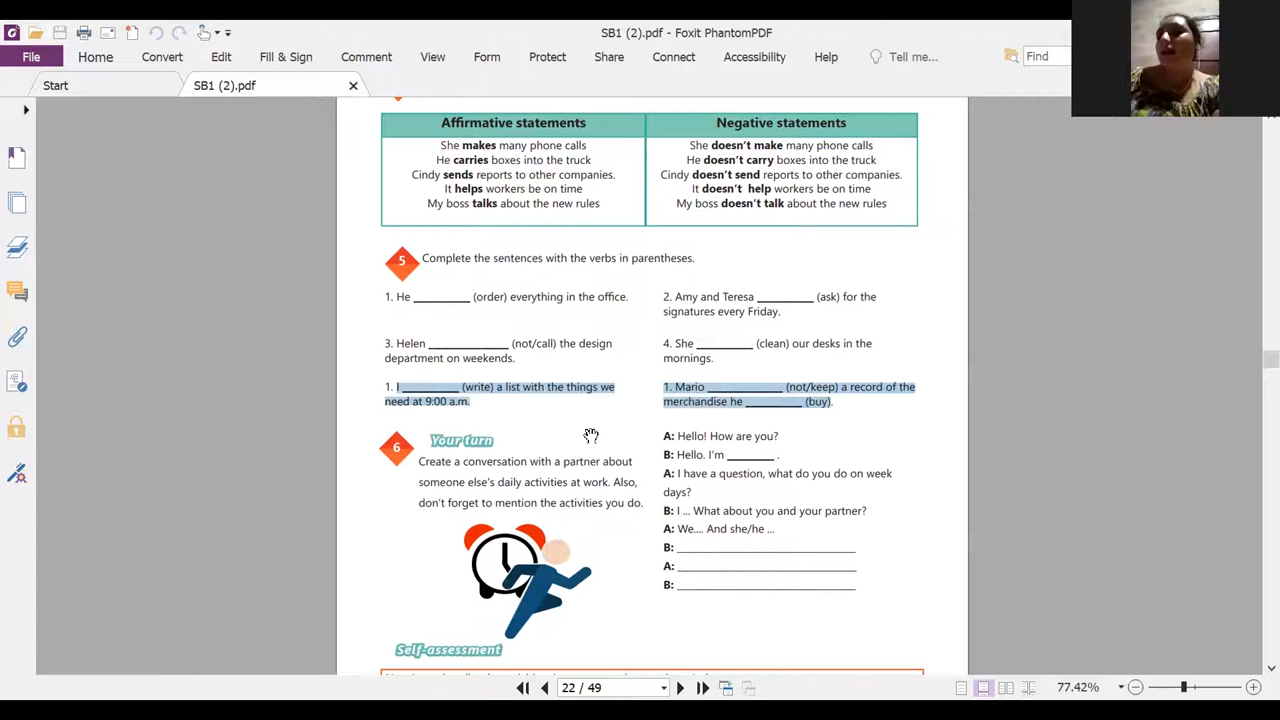 SB1 (2).pdf - Foxit PhantomPDF
File Home Convert Edit Fill & Sign Comment View Form Protect Share Connect Accessibility Help Tell me... Find
Start SB1 (2).pdf
Affirmative statements
She makes many phone calls
He carries boxes into the truck
Cindy sends reports to other companies.
It helps workers be on time
My boss talks about the new rules
Negative statements
She doesn't make many phone calls
He doesn't carry boxes into the truck
Cindy doesn't send reports to other companies.
It doesn't help workers be on time
My boss doesn't talk about the new rules
5 Complete the sentences with the verbs in parentheses.
1. He __________ (order) everything in the office.
2. Amy and Teresa __________ (ask) for the
signatures every Friday.
3. Helen ______________ (not/call) the design
department on weekends.
4. She __________ (clean) our desks in the
mornings.
1. I __________ (write) a list with the things we
need at 9:00 a.m.
1. Mario _____________ (not/keep) a record of the
merchandise he __________ (buy).
6 Your turn
Create a conversation with a partner about
someone else's daily activities at work. Also,
don't forget to mention the activities you do.
A: Hello! How are you?
B: Hello. I'm ________ .
A: I have a question, what do you do on week
days?
B: I ... What about you and your partner?
A: We.... And she/he ...
B: ______________________________
A: ______________________________
B: ______________________________
Self-assessment
22 / 49
77.42%